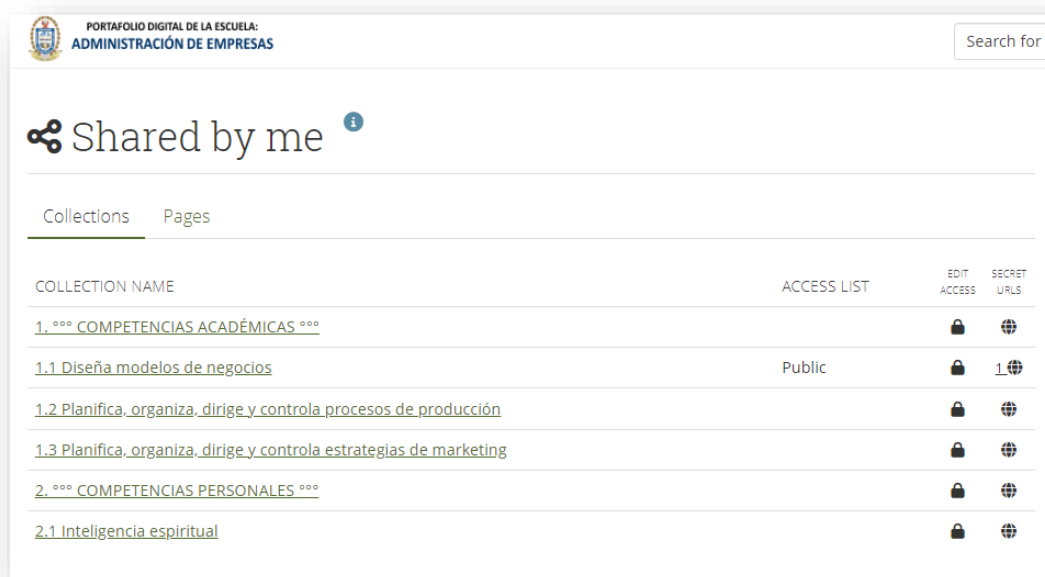 PORTAFOLIO DIGITAL DE LA ESCUELA:
ADMINISTRACIÓN DE EMPRESAS
Search for
Shared by me
Collections Pages
COLLECTION NAME ACCESS LIST EDIT ACCESS SECRET URLS
1. °°° COMPETENCIAS ACADÉMICAS °°°
1.1 Diseña modelos de negocios Public 1
1.2 Planifica, organiza, dirige y controla procesos de producción
1.3 Planifica, organiza, dirige y controla estrategias de marketing
2. °°° COMPETENCIAS PERSONALES °°°
2.1 Inteligencia espiritual